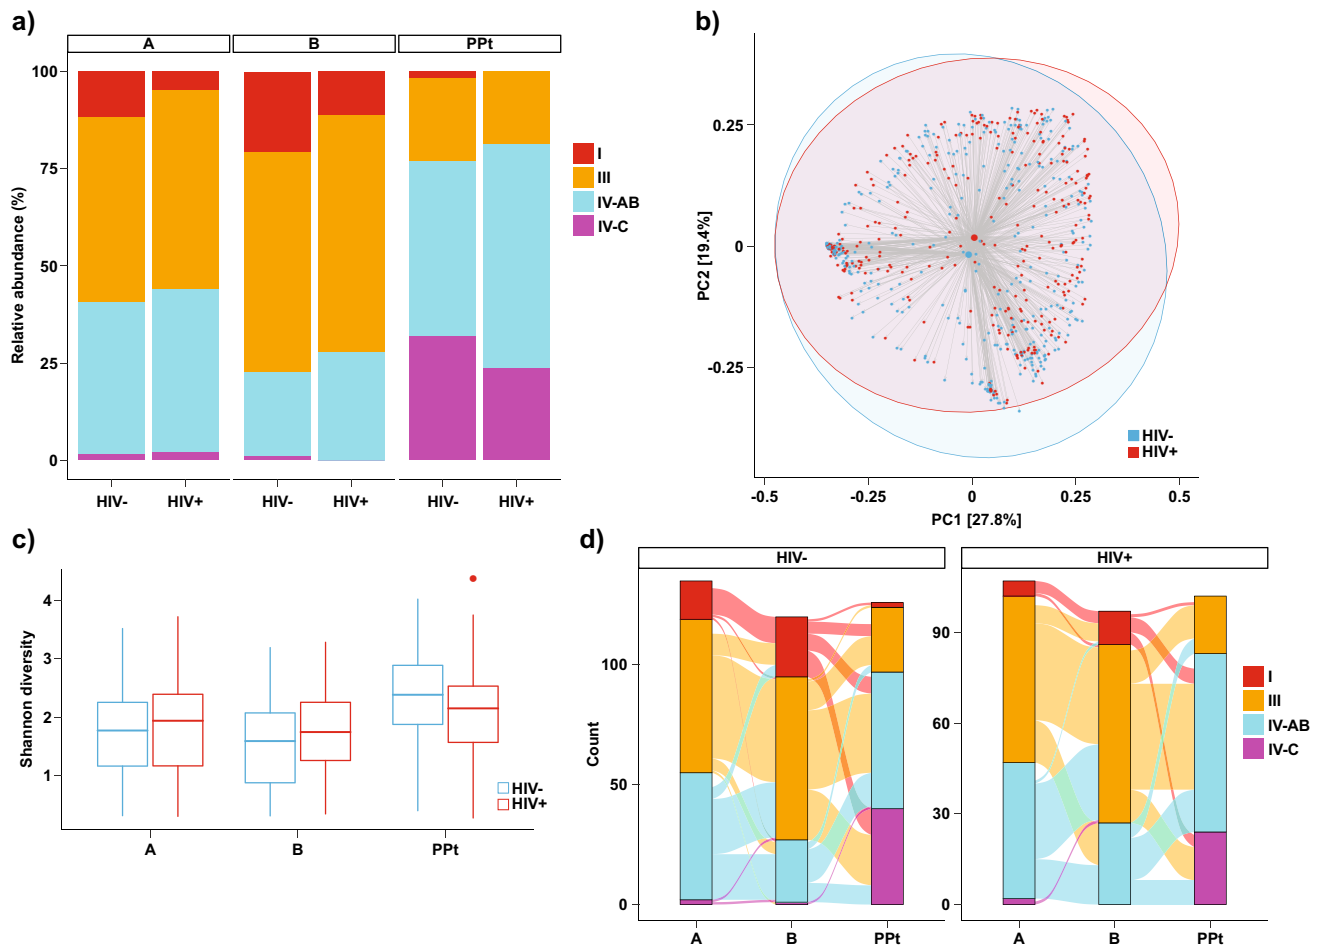 a)
A B PPt
100
75
50
25
0
Relative abundance (%)
HIV- HIV+ HIV- HIV+ HIV- HIV+
I
III
IV-AB
IV-C
b)
0.25
0
-0.25
PC2 [19.4%]
HIV-
HIV+
-0.5 -0.25 0 0.25 0.5
PC1 [27.8%]
c)
4
3
2
1
Shannon diversity
HIV-
HIV+
A B PPt
d)
HIV- HIV+
100
50
0
Count
90
60
30
0
I
III
IV-AB
IV-C
A B PPt A B PPt